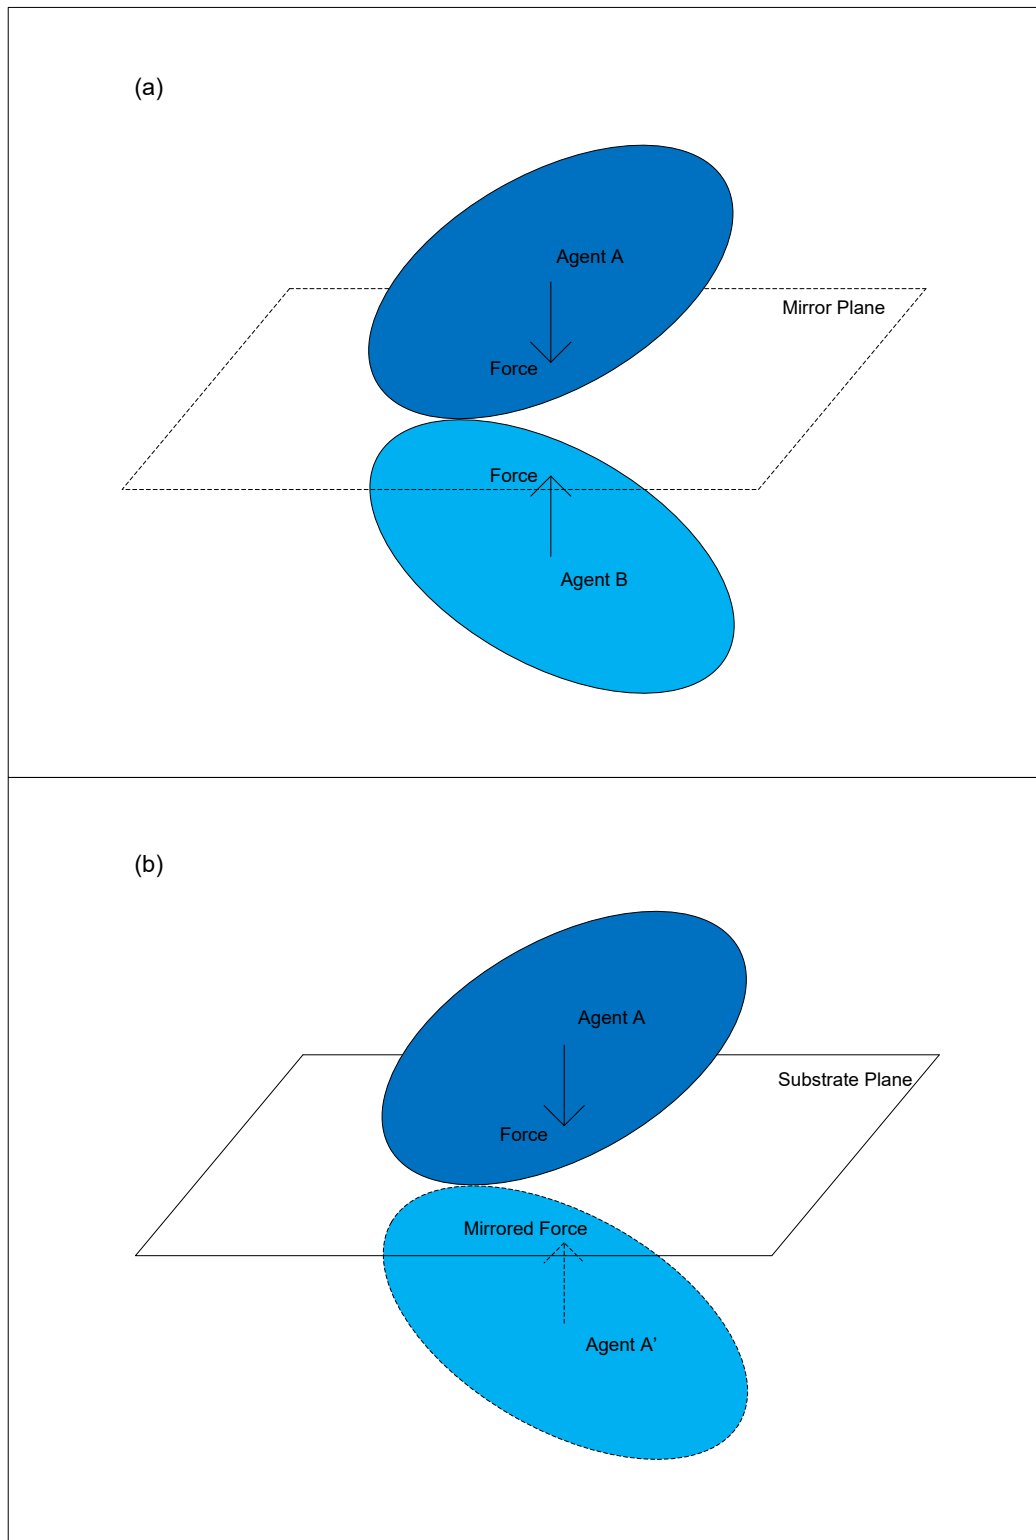 (a)
Agent A
Mirror Plane
Force
Force
Agent B
(b)
Agent A
Substrate Plane
Force
Mirrored Force
Agent A’